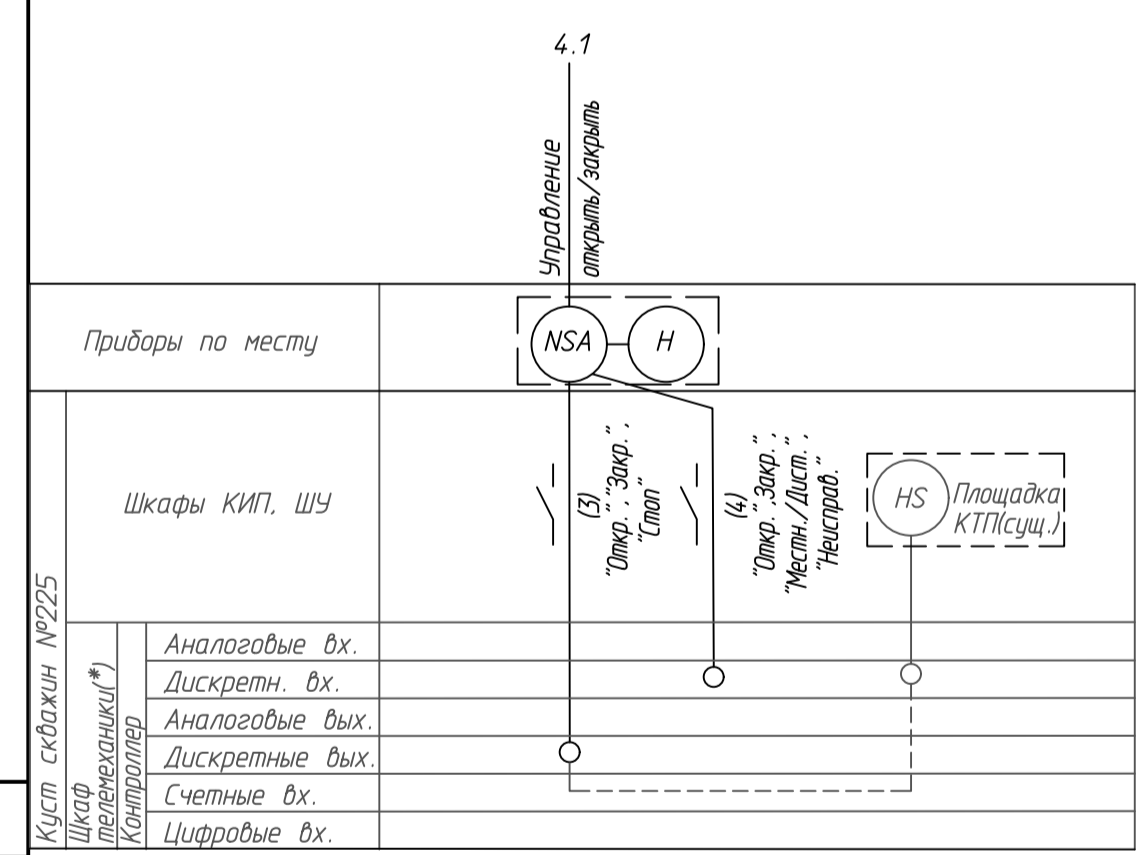 4.1
Управление
открыть/закрыть
Приборы по месту
NSA
H
Куст скважин №225
Шкафы КИП, ШУ
(3)
"Откр.","Закр.",
"Стоп"
(4)
"Откр.",Закр.",
"Местн./Дист.",
"Неисправ."
HS
Площадка
КТП(сущ.)
Шкаф
телемеханики(*)
Контроллер
Аналоговые вх.
Дискретн. вх.
Аналоговые вых.
Дискретные вых.
Счетные вх.
Цифровые вх.